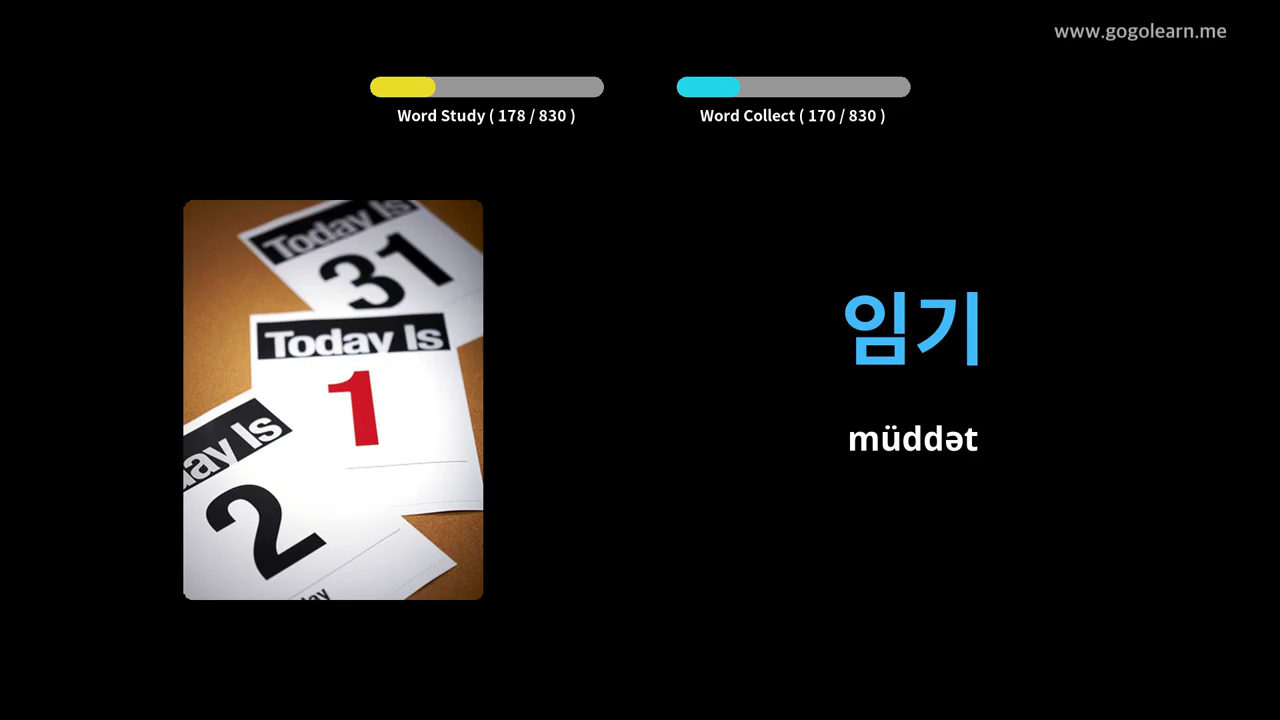 www.gogolearn.me
Word Study ( 178 / 830 )
Word Collect ( 170 / 830 )
Today Is
31
Today Is
1
day Is
2
임기
müddət